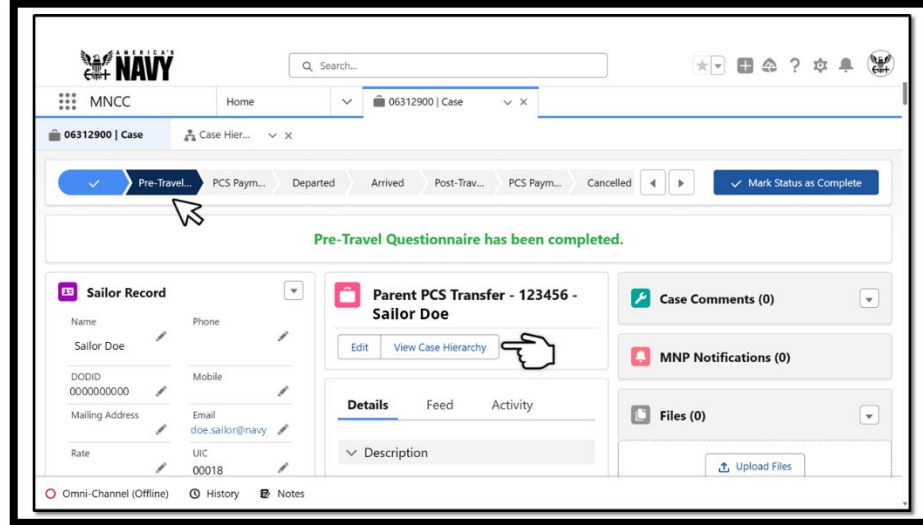 AMERICA'S
NAVY
Search...
MNCC
Home
06312900 | Case
06312900 | Case
Case Hier...
Pre-Travel...
PCS Paym...
Departed
Arrived
Post-Trav...
PCS Paym...
Cancelled
Mark Status as Complete
Pre-Travel Questionnaire has been completed.
Sailor Record
Name
Phone
Sailor Doe
DODID
Mobile
0000000000
Mailing Address
Email
doe.sailor@navy
Rate
UIC
00018
Parent PCS Transfer - 123456 -
Sailor Doe
Edit
View Case Hierarchy
Details
Feed
Activity
Description
Case Comments (0)
MNP Notifications (0)
Files (0)
Upload Files
Omni-Channel (Offline)
History
Notes